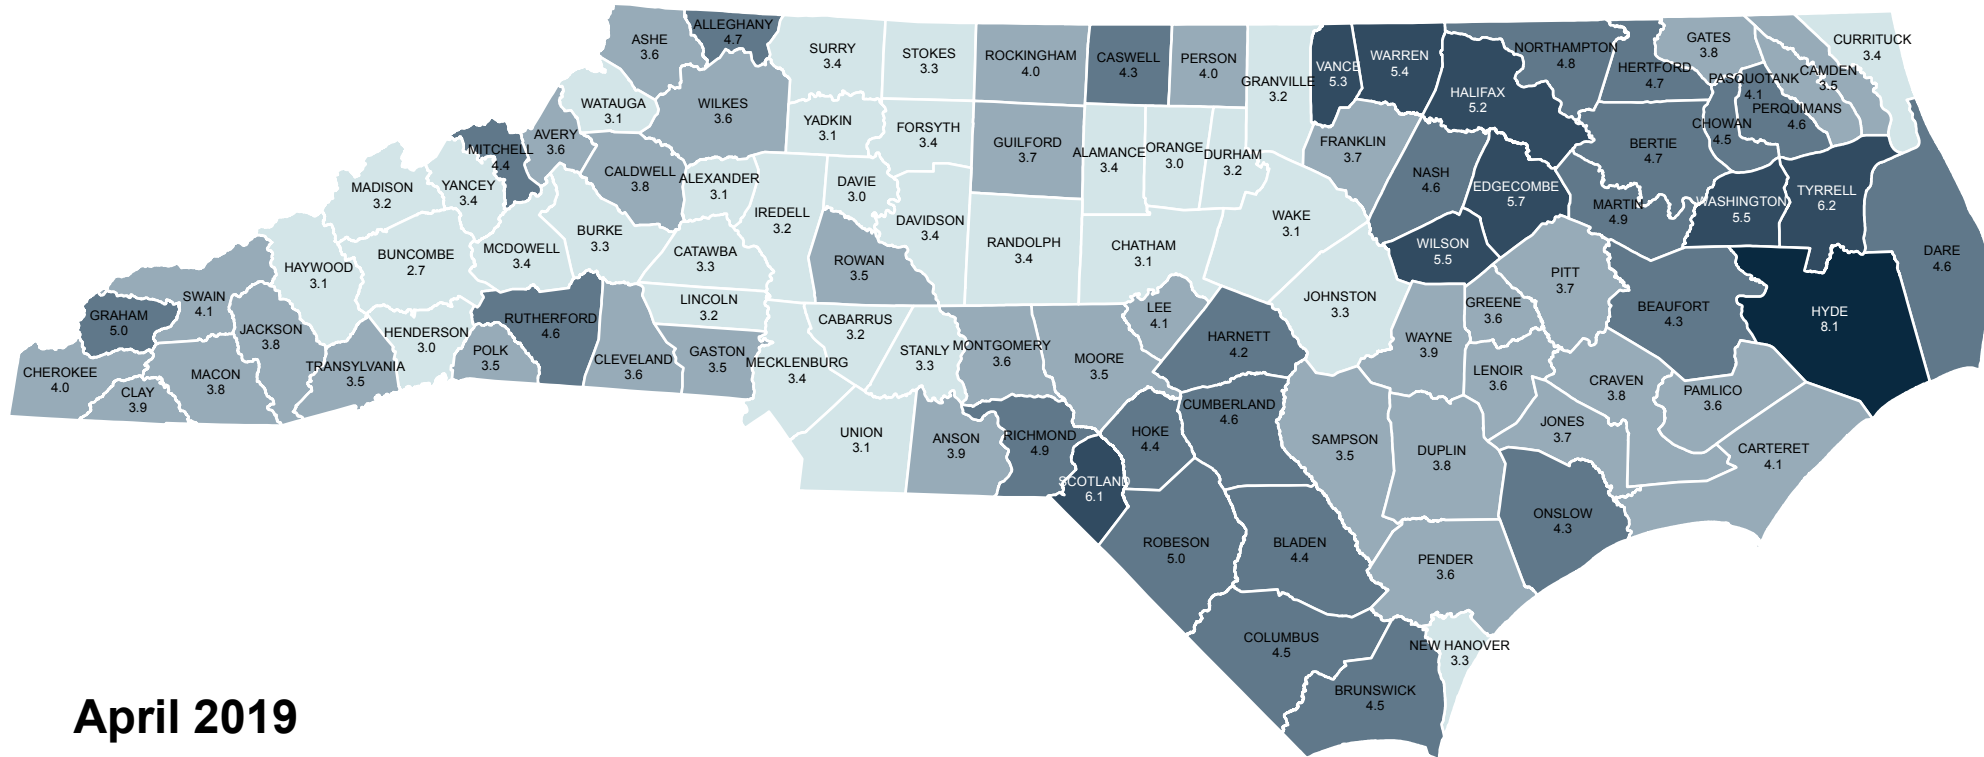 ALLEGHANY
4.7
ASHE
3.6
SURRY
3.4
STOKES
3.3
ROCKINGHAM
4.0
CASWELL
4.3
PERSON
4.0
GRANVILLE
3.2
VANCE
5.3
WARREN
5.4
HALIFAX
5.2
NORTHAMPTON
4.8
HERTFORD
4.7
GATES
3.8
PASQUOTANK
4.1
CAMDEN
3.5
CURRITUCK
3.4
PERQUIMANS
4.6
CHOWAN
4.5
WATAUGA
3.1
WILKES
3.6
YADKIN
3.1
FORSYTH
3.4
GUILFORD
3.7
ALAMANCE
3.4
ORANGE
3.0
DURHAM
3.2
FRANKLIN
3.7
NASH
4.6
EDGECOMBE
5.7
BERTIE
4.7
MARTIN
4.9
WASHINGTON
5.5
TYRRELL
6.2
DARE
4.6
MITCHELL
4.4
AVERY
3.6
CALDWELL
3.8
ALEXANDER
3.1
IREDELL
3.2
DAVIE
3.0
DAVIDSON
3.4
RANDOLPH
3.4
CHATHAM
3.1
WAKE
3.1
WILSON
5.5
MADISON
3.2
YANCEY
3.4
BUNCOMBE
2.7
MCDOWELL
3.4
BURKE
3.3
CATAWBA
3.3
ROWAN
3.5
HAYWOOD
3.1
SWAIN
4.1
GRAHAM
5.0
JACKSON
3.8
HENDERSON
3.0
RUTHERFORD
4.6
LINCOLN
3.2
CABARRUS
3.2
STANLY
3.3
MONTGOMERY
3.6
MOORE
3.5
LEE
4.1
HARNETT
4.2
JOHNSTON
3.3
WAYNE
3.9
GREENE
3.6
PITT
3.7
BEAUFORT
4.3
HYDE
8.1
CHEROKEE
4.0
CLAY
3.9
MACON
3.8
TRANSYLVANIA
3.5
POLK
3.5
CLEVELAND
3.6
GASTON
3.5
MECKLENBURG
3.4
LENOIR
3.6
CRAVEN
3.8
PAMLICO
3.6
UNION
3.1
ANSON
3.9
RICHMOND
4.9
SCOTLAND
6.1
HOKE
4.4
CUMBERLAND
4.6
SAMPSON
3.5
DUPLIN
3.8
JONES
3.7
CARTERET
4.1
ONSLOW
4.3
ROBESON
5.0
BLADEN
4.4
PENDER
3.6
COLUMBUS
4.5
NEW HANOVER
3.3
BRUNSWICK
4.5
April 2019